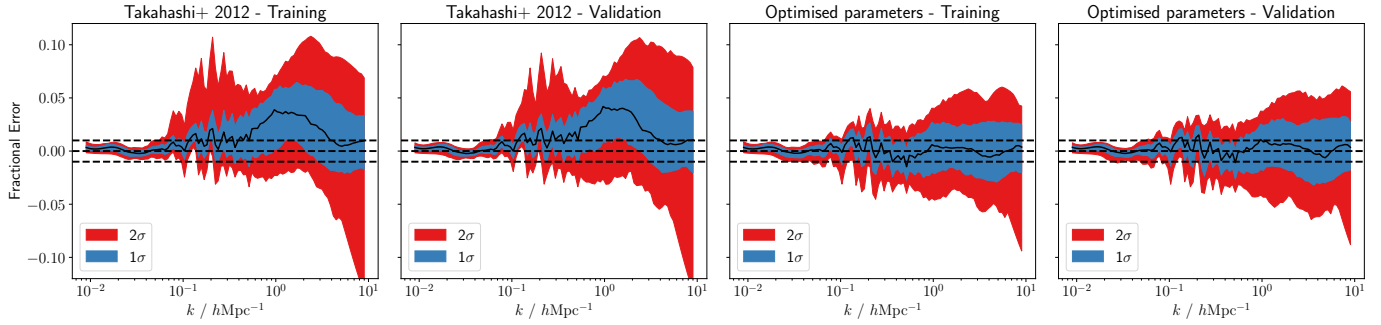 Takahashi+ 2012 - Training
Takahashi+ 2012 - Validation
Optimised parameters - Training
Optimised parameters - Validation
Fractional Error
0.10
0.05
0.00
−0.05
−0.10
2σ
1σ
2σ
1σ
2σ
1σ
2σ
1σ
10⁻² 10⁻¹ 10⁰ 10¹
10⁻² 10⁻¹ 10⁰ 10¹
10⁻² 10⁻¹ 10⁰ 10¹
10⁻² 10⁻¹ 10⁰ 10¹
k / hMpc⁻¹
k / hMpc⁻¹
k / hMpc⁻¹
k / hMpc⁻¹